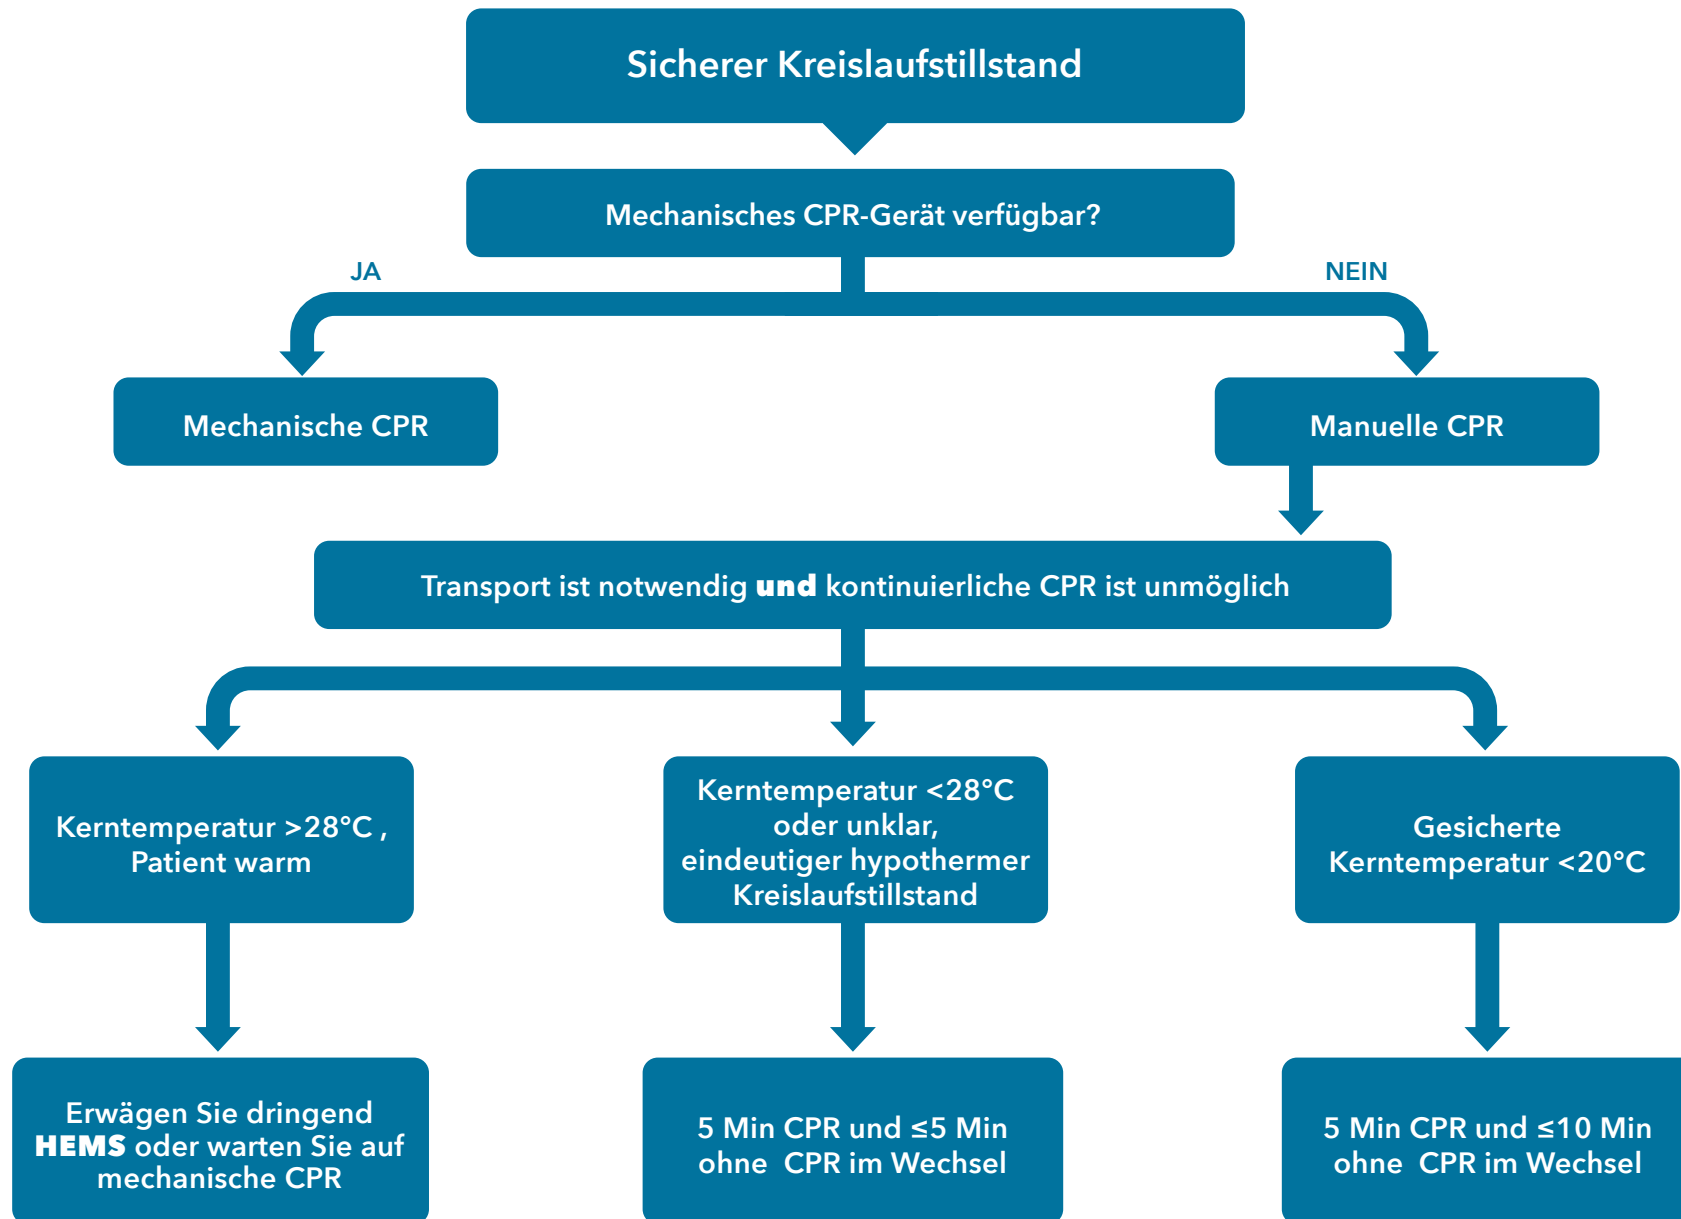 Sicherer Kreislaufstillstand
Mechanisches CPR-Gerät verfügbar?
JA
NEIN
Mechanische CPR
Manuelle CPR
Transport ist notwendig und kontinuierliche CPR ist unmöglich
Kerntemperatur >28°C ,
Patient warm
Kerntemperatur <28°C
oder unklar,
eindeutiger hypothermer
Kreislaufstillstand
Gesicherte
Kerntemperatur <20°C
Erwägen Sie dringend
HEMS oder warten Sie auf
mechanische CPR
5 Min CPR und ≤5 Min
ohne  CPR im Wechsel
5 Min CPR und ≤10 Min
ohne  CPR im Wechsel